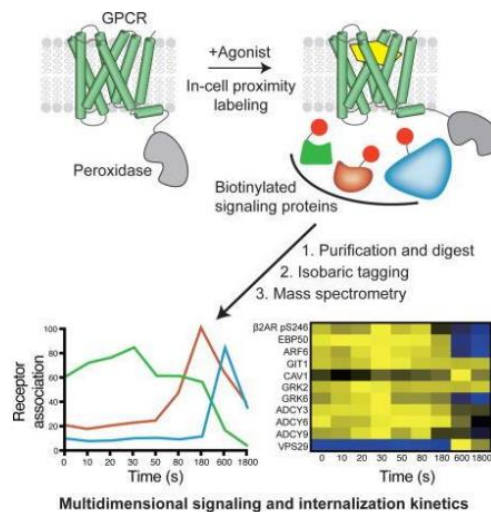 GPCR
+Agonist
In-cell proximity
labeling
Peroxidase
Biotinylated
signaling proteins
1. Purification and digest
2. Isobaric tagging
3. Mass spectrometry
Receptor
association
100
80
60
40
20
0
0 10 20 30 50 80 180 600 1800
Time (s)
β2AR pS246
EBP50
ARF6
GIT1
CAV1
GRK2
GRK6
ADCY3
ADCY6
ADCY9
VPS29
0 10 20 30 50 80 180 600 1800
Time (s)
Multidimensional signaling and internalization kinetics